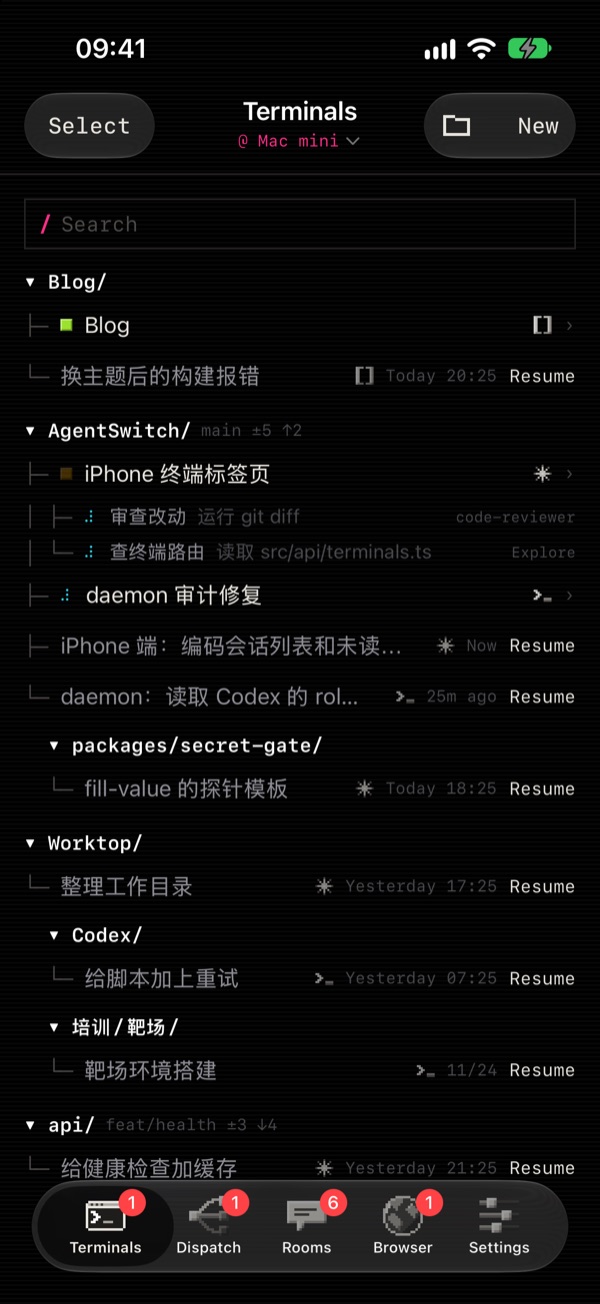 09:41
Select
Terminals
@ Mac mini
New
/ Search
Blog/
Blog
换主题后的构建报错 Today 20:25 Resume
AgentSwitch/ main ±5 ↑2
iPhone 终端标签页
审查改动 运行 git diff code-reviewer
查终端路由 读取 src/api/terminals.ts Explore
daemon 审计修复
iPhone 端：编码会话列表和未读... Now Resume
daemon：读取 Codex 的 rol... 25m ago Resume
packages/secret-gate/
fill-value 的探针模板 Today 18:25 Resume
Worktop/
整理工作目录 Yesterday 17:25 Resume
Codex/
给脚本加上重试 Yesterday 07:25 Resume
培训/靶场/
靶场环境搭建 11/24 Resume
api/ feat/health ±3 ↓4
给健康检查加缓存 Yesterday 21:25 Resume
1 1 6 1
Terminals Dispatch Rooms Browser Settings